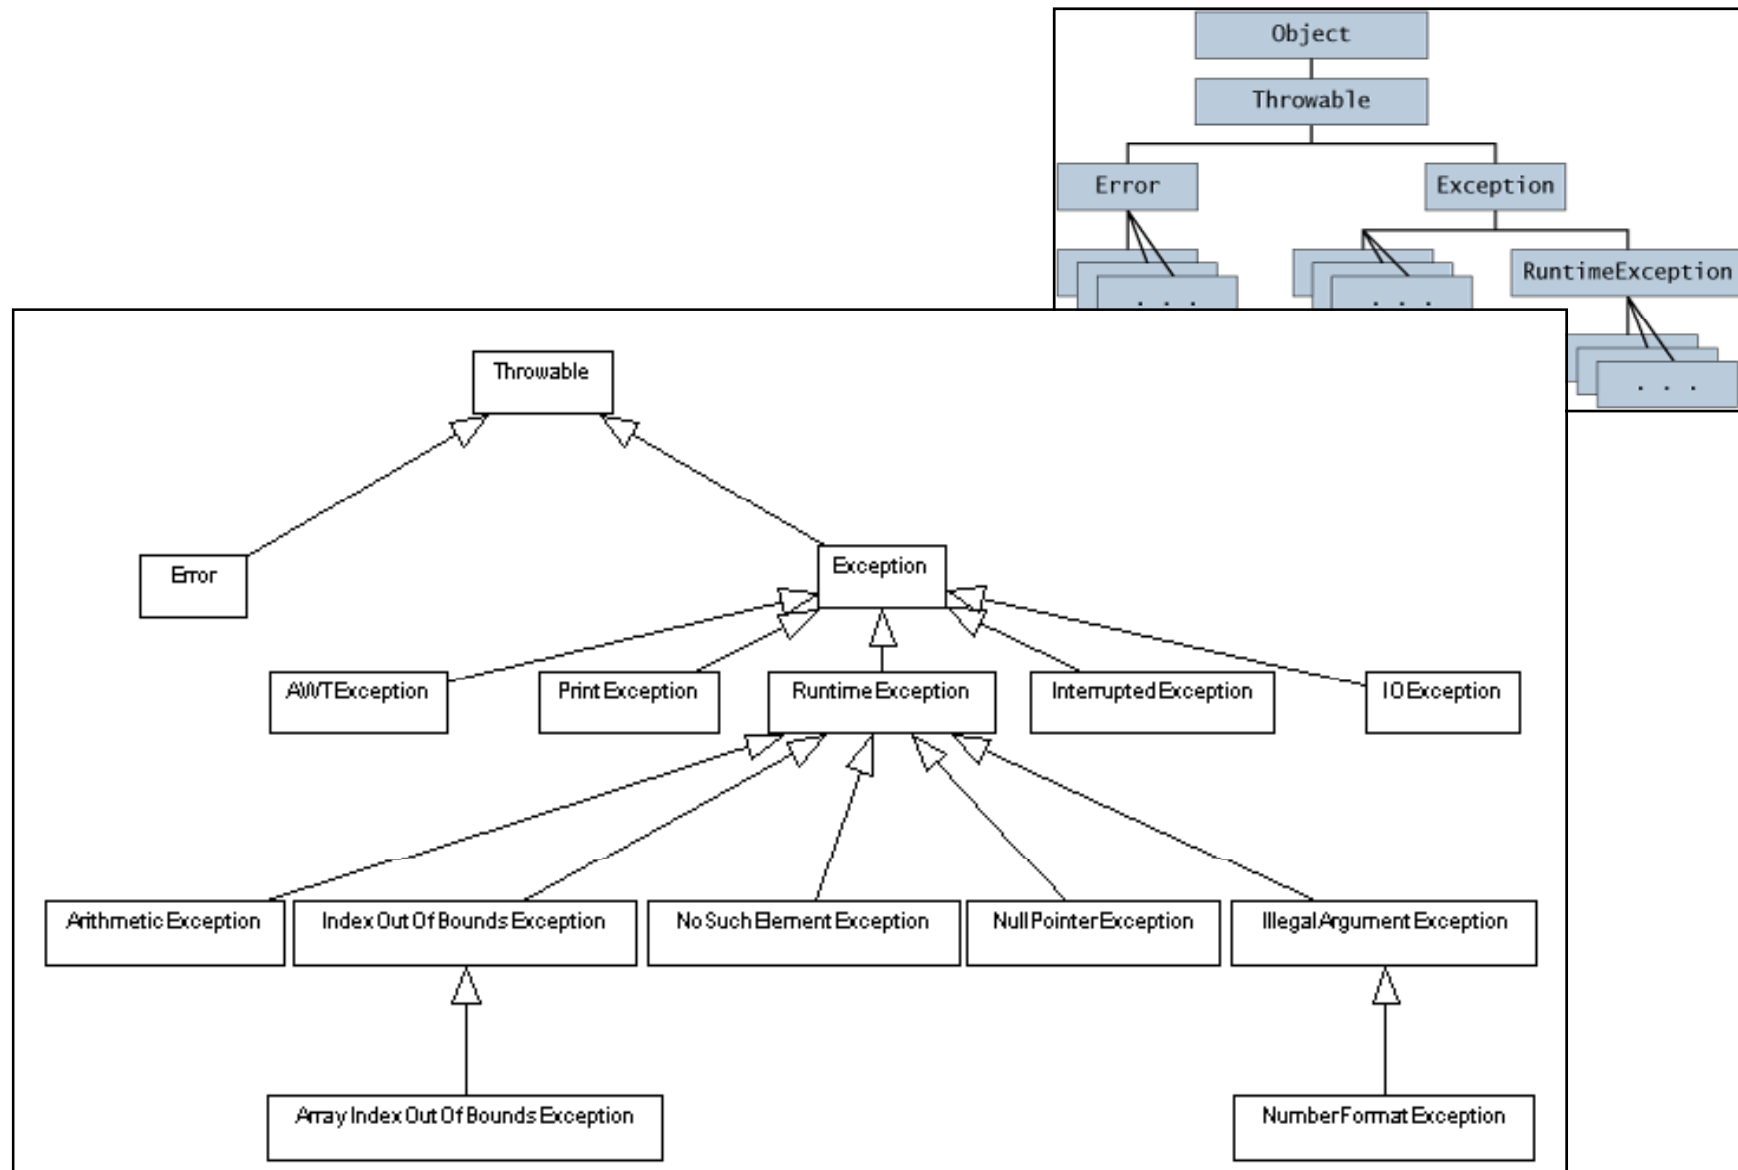 Object
Throwable
Error
Exception
RuntimeException
. . .
. . .
. . .
Throwable
Error
Exception
AWTException
PrintException
RuntimeException
InterruptedException
IOException
ArithmeticException
IndexOutOfBoundsException
NoSuchElementException
NullPointerException
IllegalArgumentException
ArrayIndexOutOfBoundsException
NumberFormatException